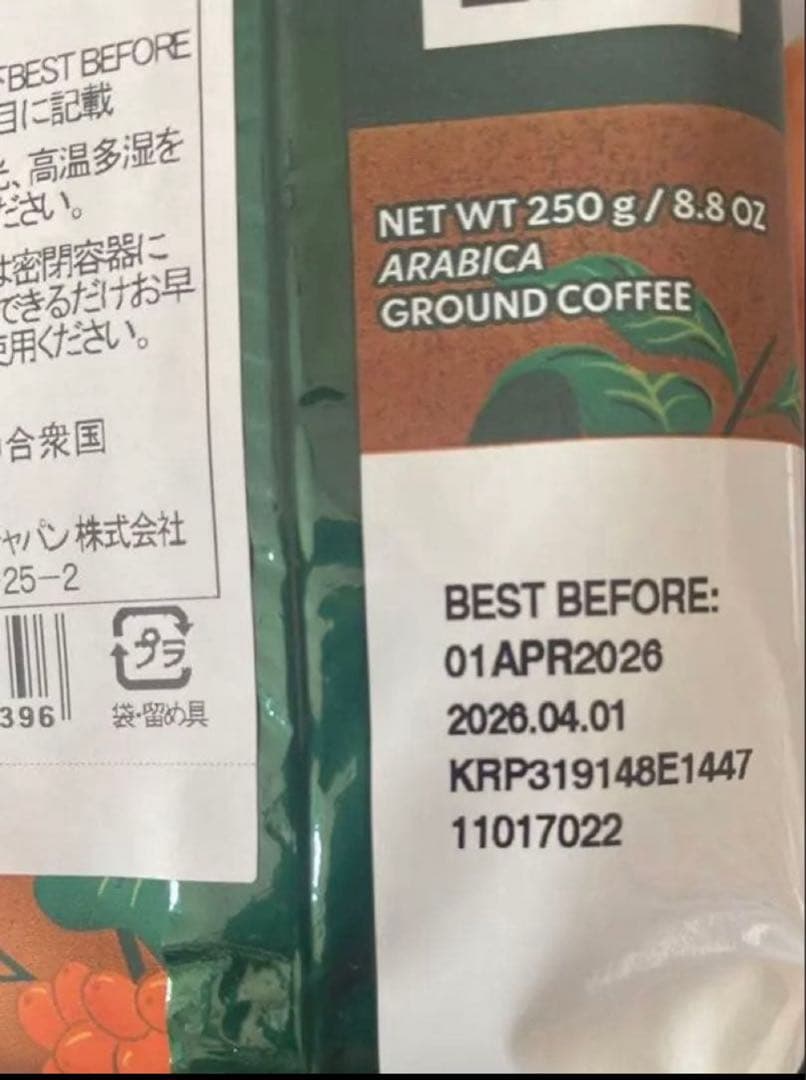 BEST BEFORE
目に記載
、高温多湿を
ださい。
は密閉容器に
できるだけお早
使用ください。
合衆国
ャパン株式会社
25-2
396
プラ
袋・留め具
NET WT 250 g / 8.8 OZ
ARABICA
GROUND COFFEE
BEST BEFORE:
01APR2026
2026.04.01
KRP319148E1447
11017022